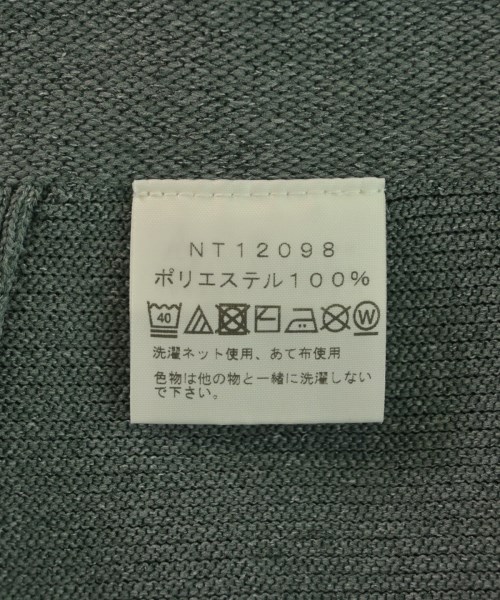 NT12098
ポリエステル100%
40 W
洗濯ネット使用、あて布使用
色物は他の物と一緒に洗濯しない
で下さい。